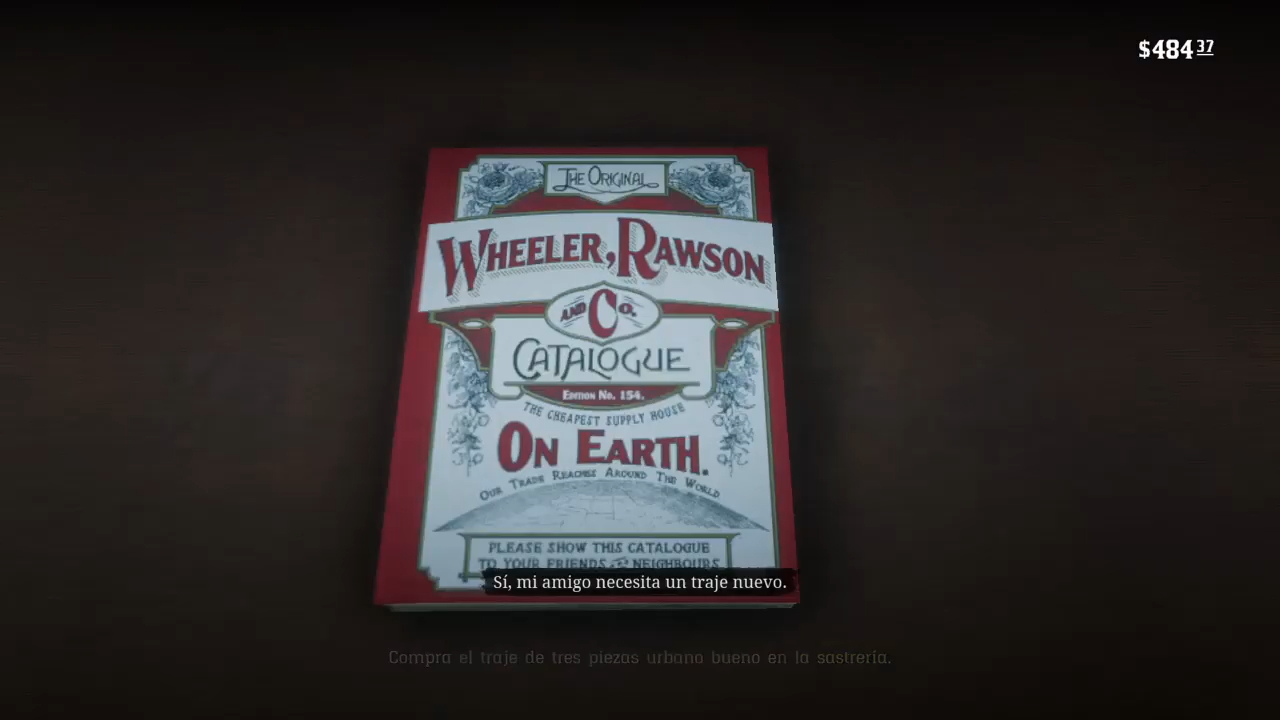 $484 37
The Original
Wheeler, Rawson
and Co.
Catalogue
Edition No. 154.
The Cheapest Supply House
On Earth.
Our Trade Reaches Around The World
Please show this catalogue
to your friends and neighbours
Sí, mi amigo necesita un traje nuevo.
Compra el traje de tres piezas urbano bueno en la sastrería.